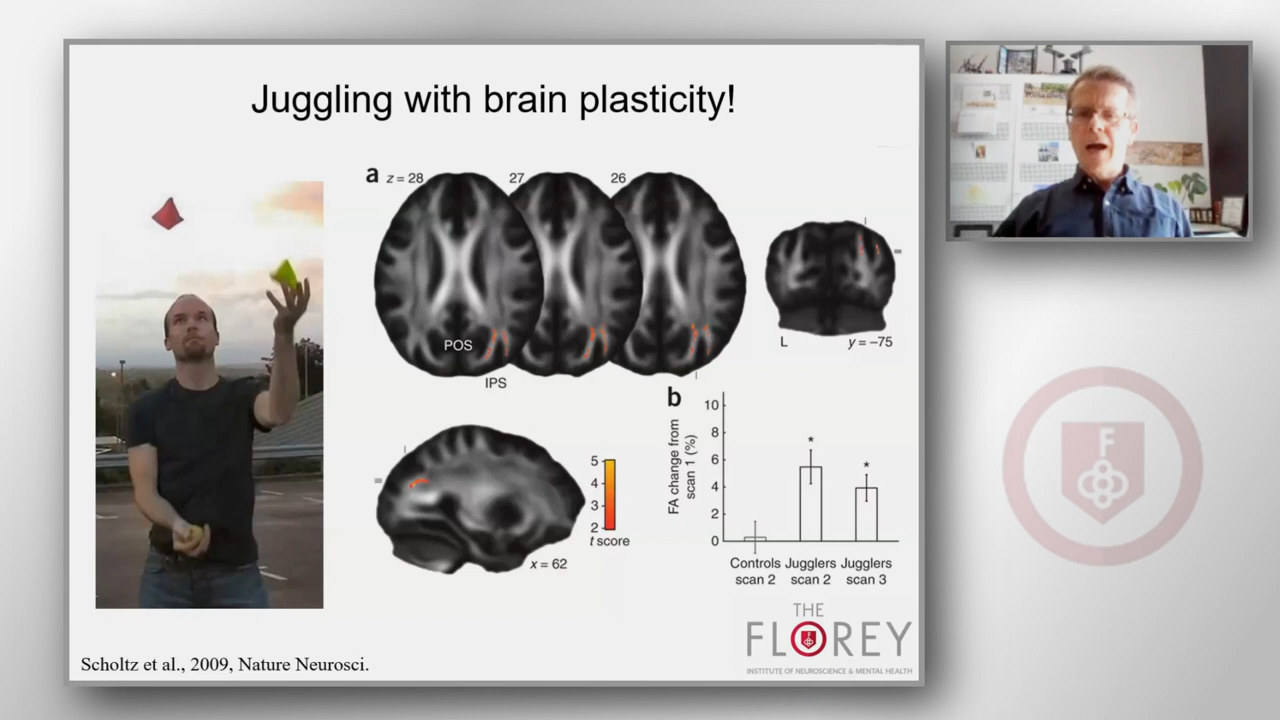 Juggling with brain plasticity!
a z = 28 27 26
POS
IPS
L y = –75
5
4
3
2
t score
x = 62
b
FA change from
scan 1 (%)
10
8
6
4
2
0
* *
Controls Jugglers Jugglers
scan 2 scan 2 scan 3
Scholtz et al., 2009, Nature Neurosci.
THE
FLOREY
INSTITUTE OF NEUROSCIENCE & MENTAL HEALTH
F